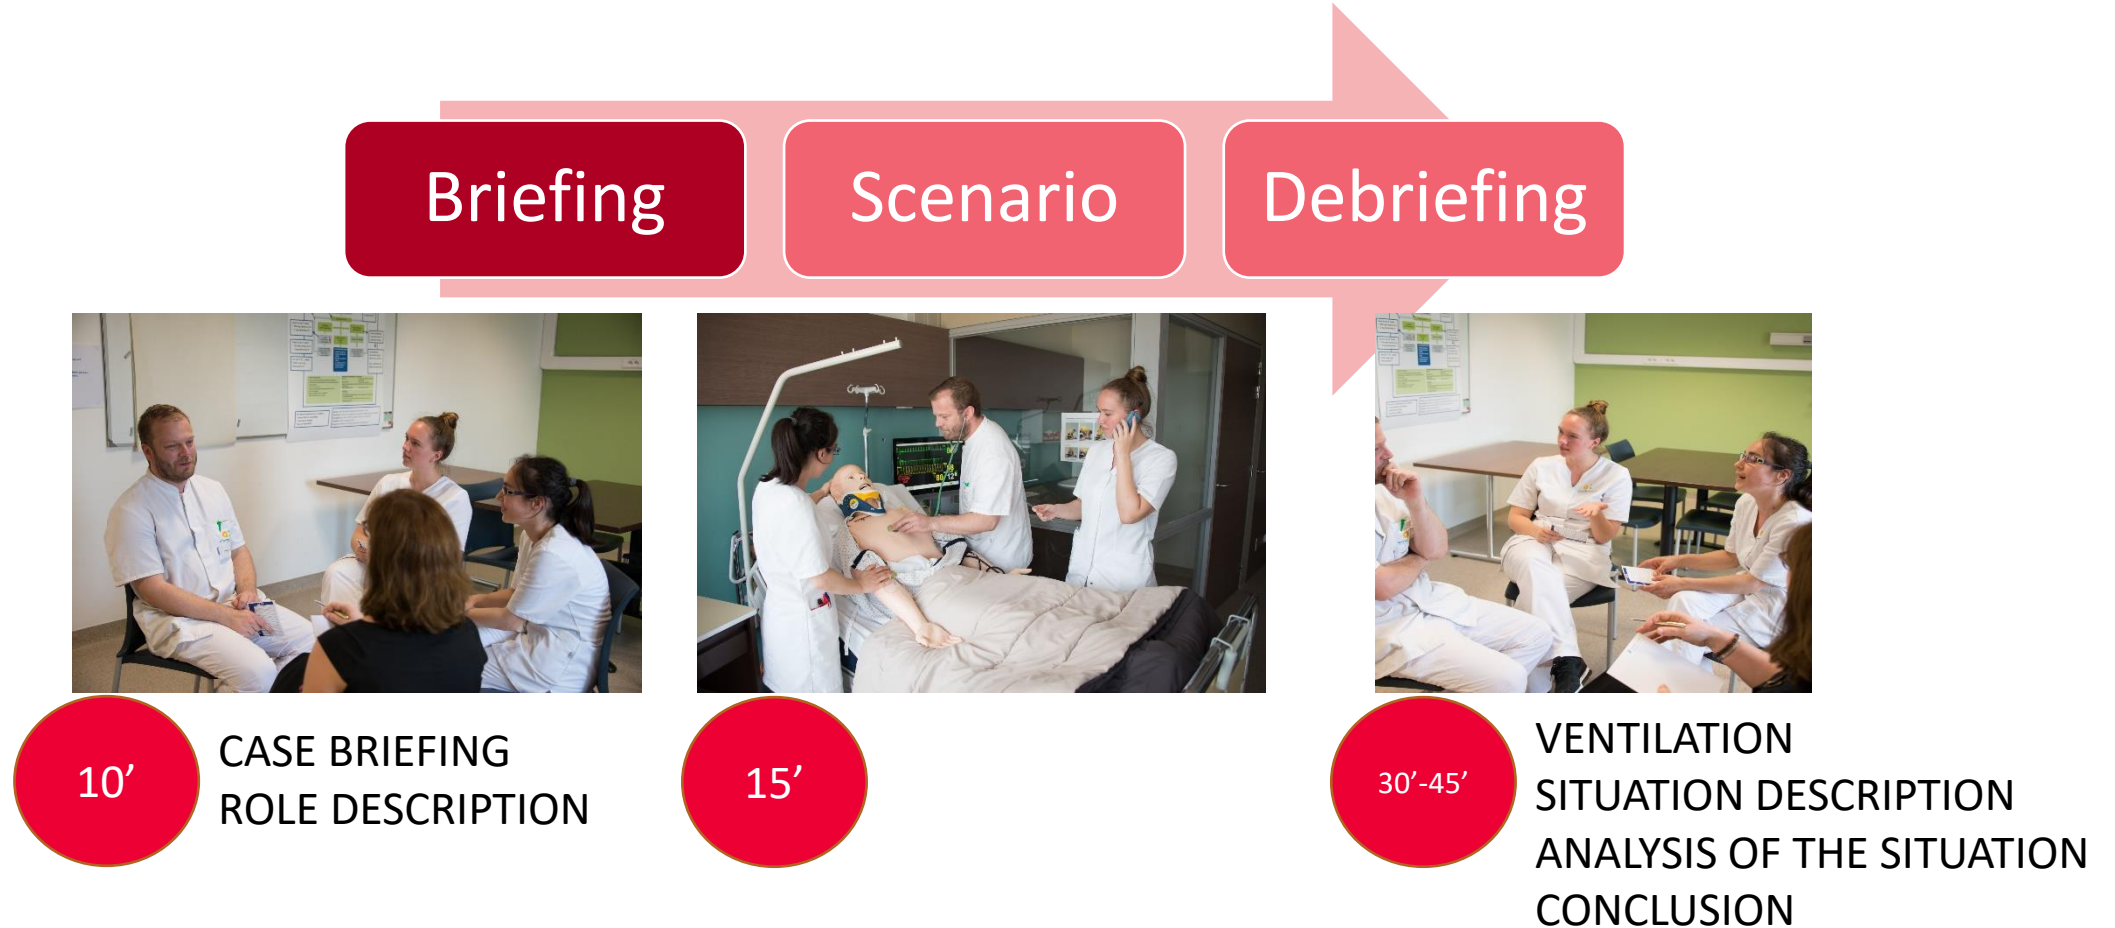 Briefing
Scenario
Debriefing
10’
CASE BRIEFING
ROLE DESCRIPTION
15’
30’-45’
VENTILATION
SITUATION DESCRIPTION
ANALYSIS OF THE SITUATION
CONCLUSION